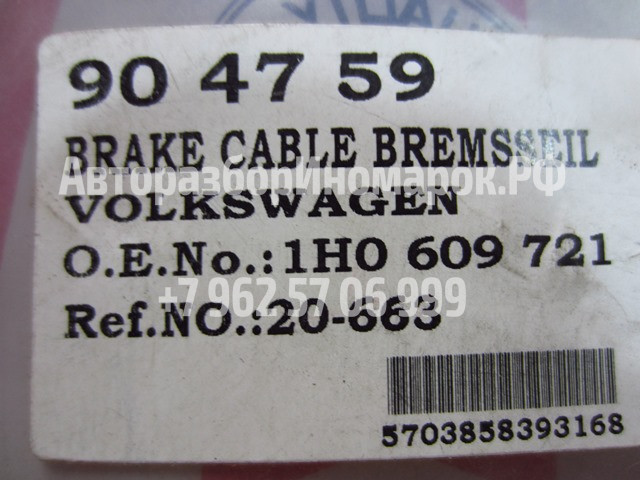 90 47 59
BRAKE CABLE BREMSSEIL
АвторазборИномарок.РФ
VOLKSWAGEN
O.E.No.:1H0 609 721
+7 962 57 06 999
Ref.NO.:20-663
5703858393168